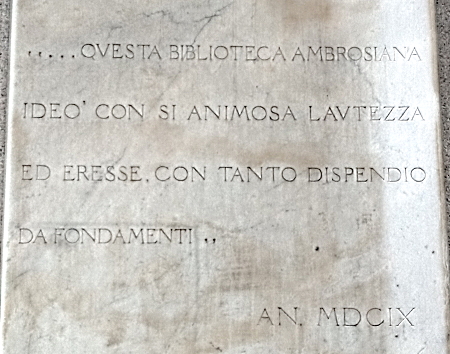 ,,.... QVESTA BIBLIOTECA AMBROSIANA
IDEO' CON SI ANIMOSA LAVTEZZA
ED ERESSE. CON TANTO DISPENDIO
DA FONDAMENTI ,,
AN. MDCIX